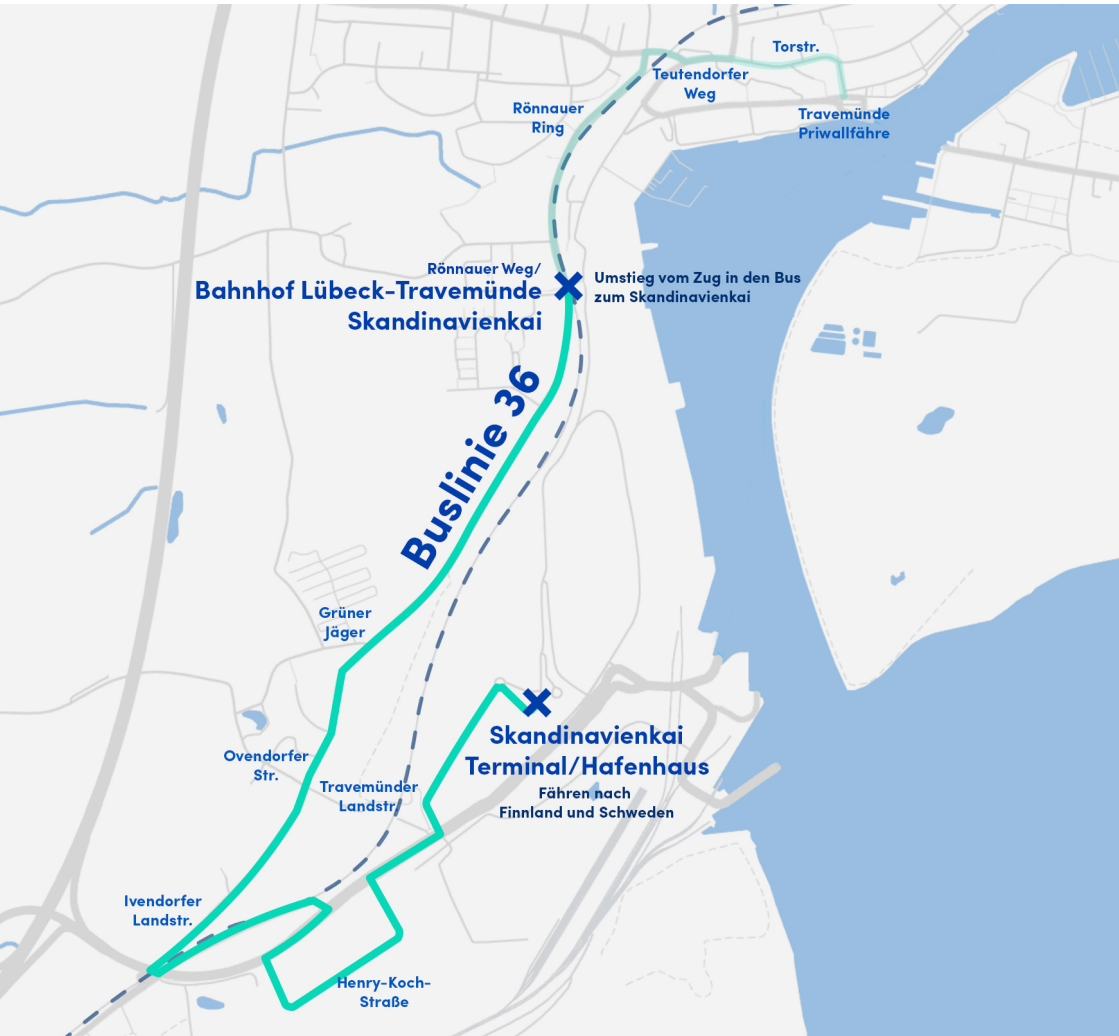 Torstr.
Teutendorfer
Weg
Rönnauer
Ring
Travemünde
Priwallfähre
Rönnauer Weg/
Bahnhof Lübeck-Travemünde
Skandinavienkai
Umstieg vom Zug in den Bus
zum Skandinavienkai
Buslinie 36
Grüner
Jäger
Ovendorfer
Str.
Travemünder
Landstr.
Skandinavienkai
Terminal/Hafenhaus
Fähren nach
Finnland und Schweden
Ivendorfer
Landstr.
Henry-Koch-
Straße